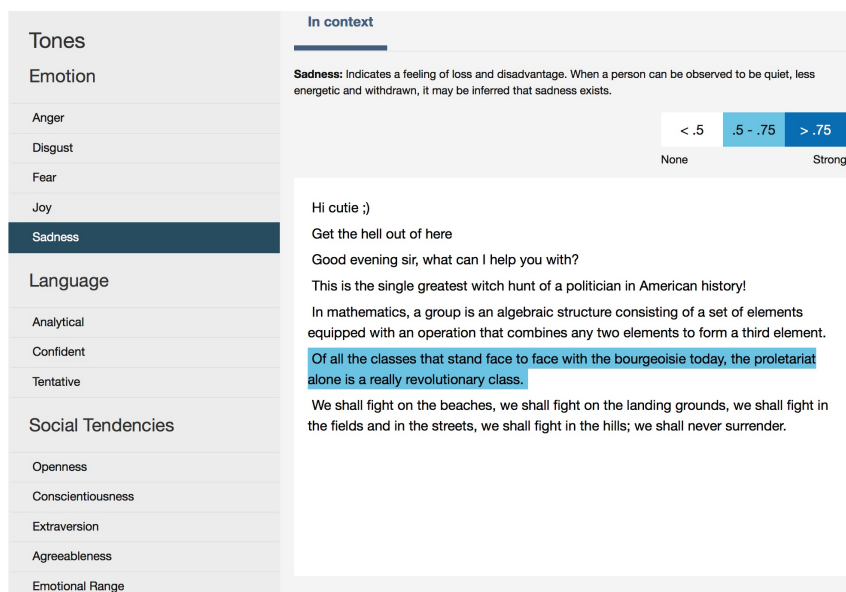 Tones
Emotion
Anger
Disgust
Fear
Joy
Sadness
Language
Analytical
Confident
Tentative
Social Tendencies
Openness
Conscientiousness
Extraversion
Agreeableness
Emotional Range
In context
Sadness: Indicates a feeling of loss and disadvantage. When a person can be observed to be quiet, less
energetic and withdrawn, it may be inferred that sadness exists.
< .5 .5 - .75 > .75
None Strong
Hi cutie ;)
Get the hell out of here
Good evening sir, what can I help you with?
This is the single greatest witch hunt of a politician in American history!
In mathematics, a group is an algebraic structure consisting of a set of elements
equipped with an operation that combines any two elements to form a third element.
Of all the classes that stand face to face with the bourgeoisie today, the proletariat
alone is a really revolutionary class.
We shall fight on the beaches, we shall fight on the landing grounds, we shall fight in
the fields and in the streets, we shall fight in the hills; we shall never surrender.